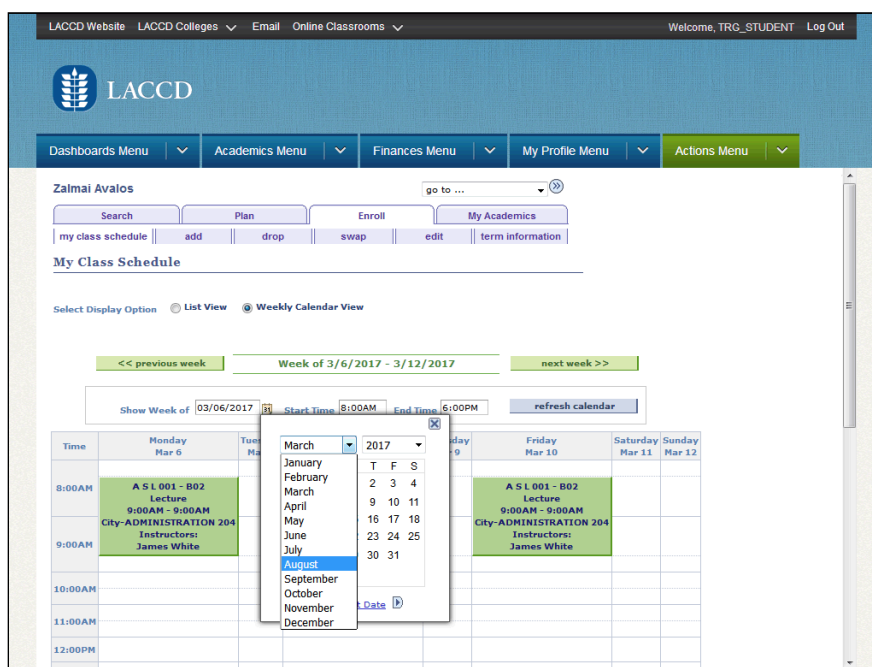 LACCD Website LACCD Colleges Email Online Classrooms Welcome, TRG_STUDENT Log Out
LACCD
Dashboards Menu Academics Menu Finances Menu My Profile Menu Actions Menu
Zalmai Avalos go to ...
Search Plan Enroll My Academics
my class schedule add drop swap edit term information
My Class Schedule
Select Display Option List View Weekly Calendar View
<< previous week Week of 3/6/2017 - 3/12/2017 next week >>
Show Week of 03/06/2017 31 Start Time 8:00AM End Time 6:00PM refresh calendar
Time
Monday
Mar 6
Friday
Mar 10
Saturday
Mar 11
Sunday
Mar 12
8:00AM
9:00AM
10:00AM
11:00AM
12:00PM
A S L 001 - B02
Lecture
9:00AM - 9:00AM
City-ADMINISTRATION 204
Instructors:
James White
March 2017
January
February
March
April
May
June
July
August
September
October
November
December
T F S
2 3 4
9 10 11
16 17 18
23 24 25
30 31
Date
A S L 001 - B02
Lecture
9:00AM - 9:00AM
City-ADMINISTRATION 204
Instructors:
James White